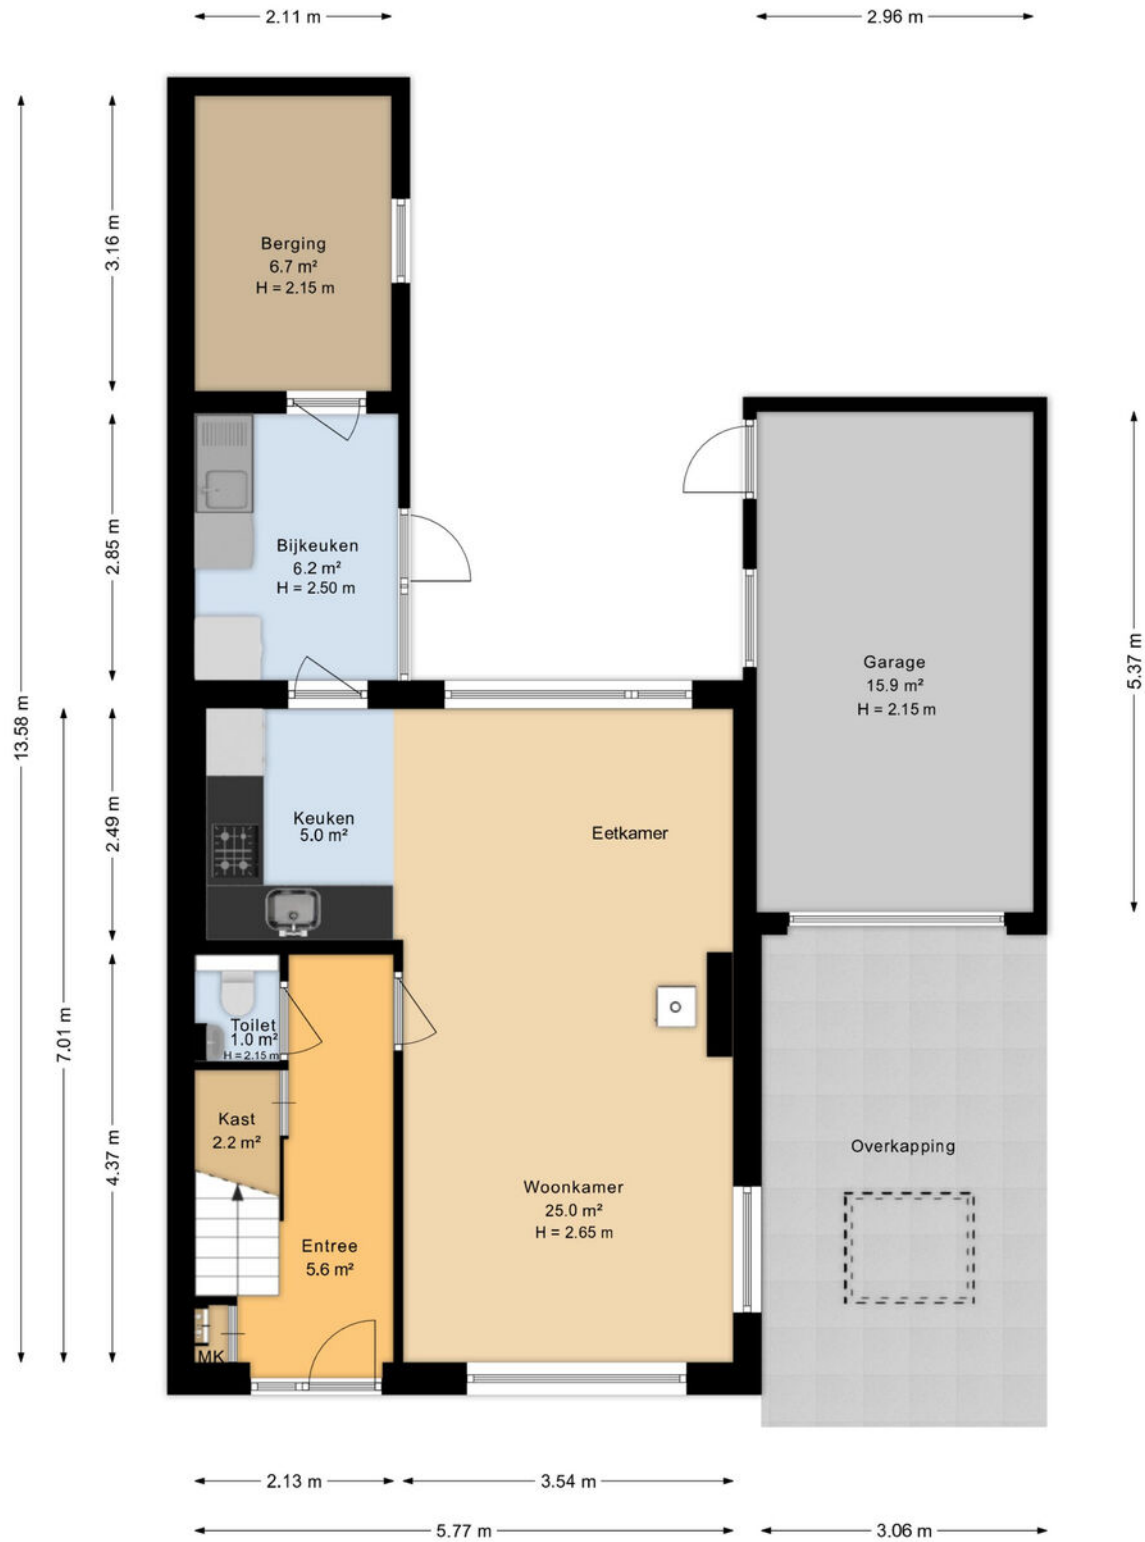 2.11 m
2.96 m
Berging
6.7 m²
H = 2.15 m
3.16 m
13.58 m
2.85 m
Bijkeuken
6.2 m²
H = 2.50 m
Garage
15.9 m²
H = 2.15 m
5.37 m
2.49 m
Keuken
5.0 m²
Eetkamer
7.01 m
4.37 m
Toilet
1.0 m²
H = 2.15 m
Kast
2.2 m²
Overkapping
Woonkamer
25.0 m²
H = 2.65 m
Entree
5.6 m²
MK
2.13 m
3.54 m
5.77 m
3.06 m